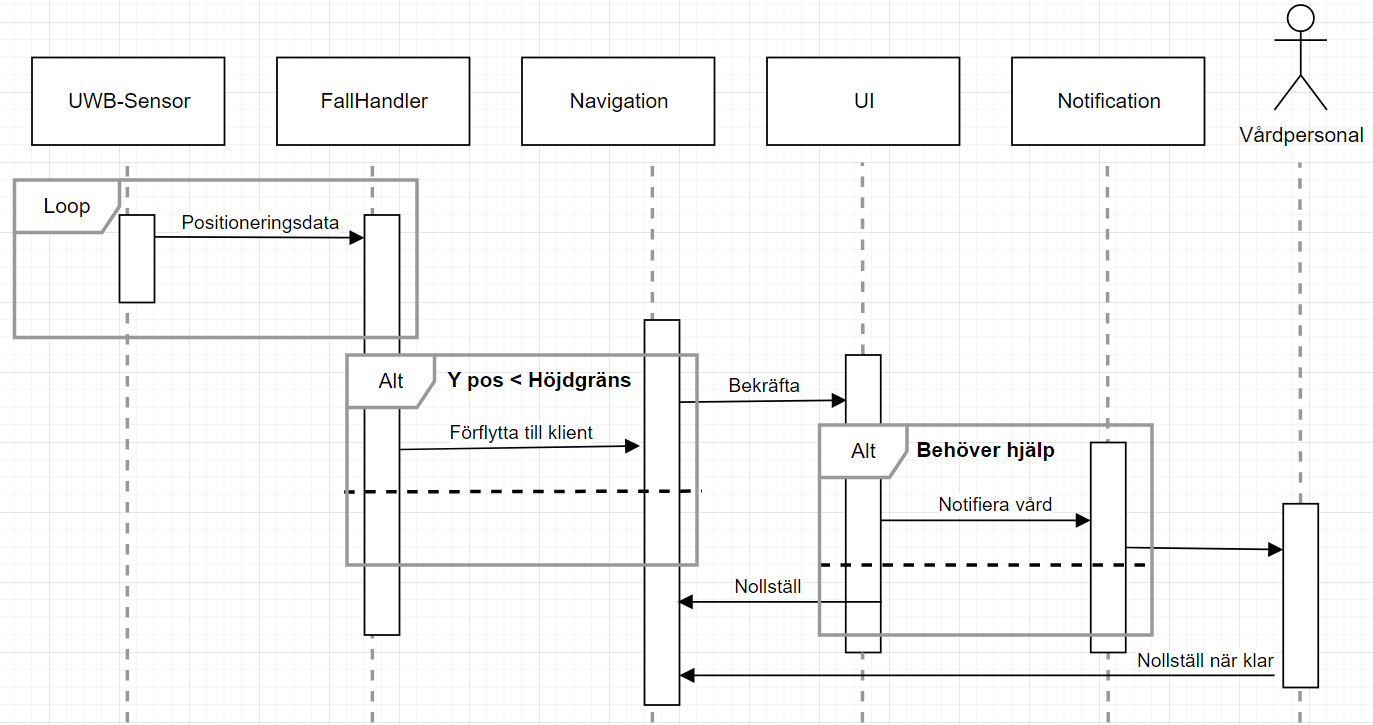 UWB-Sensor
FallHandler
Navigation
UI
Notification
Vårdpersonal
Loop
Positioneringsdata
Alt
Y pos < Höjdgräns
Bekräfta
Förflytta till klient
Alt
Behöver hjälp
Notifiera vård
Nollställ
Nollställ när klar